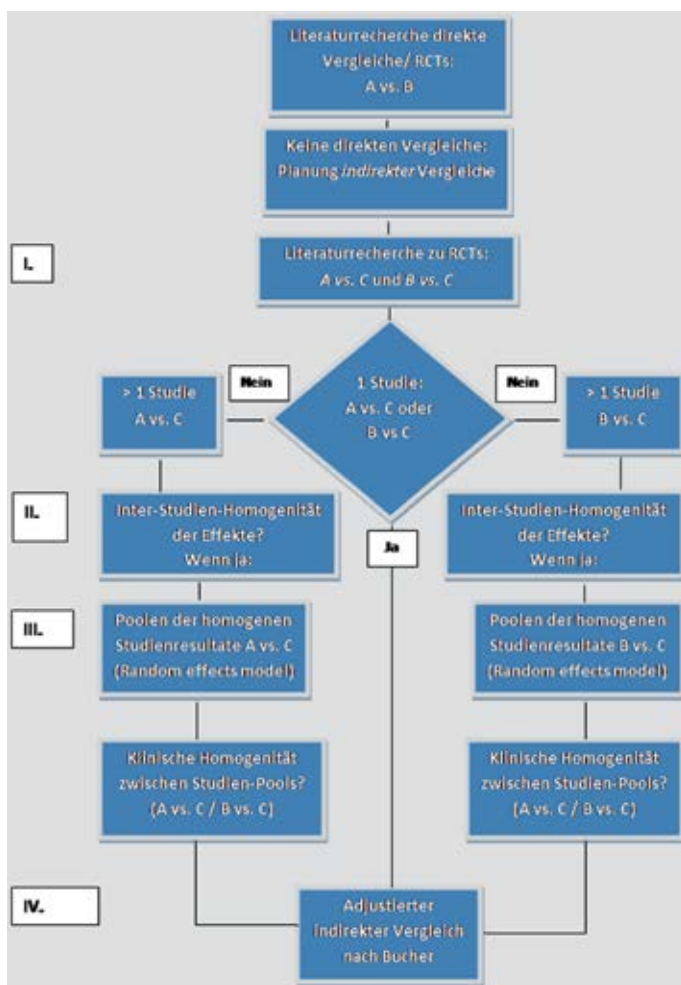 Literaturrecherche direkte
Vergleiche/ RCTs:
A vs. B
Keine direkten Vergleiche:
Planung indirekter Vergleiche
I.
Literaturrecherche zu RCTs:
A vs. C und B vs. C
> 1 Studie
A vs. C
Nein
1 Studie:
A vs. C oder
B vs C
Nein
> 1 Studie
B vs. C
II.
Inter-Studien-Homogenität
der Effekte?
Wenn ja:
Ja
Inter-Studien-Homogenität
der Effekte?
Wenn ja:
III.
Poolen der homogenen
Studienresultate A vs. C
(Random effects model)
Poolen der homogenen
Studienresultate B vs. C
(Random effects model)
Klinische Homogenität
zwischen Studien-Pools?
(A vs. C / B vs. C)
Klinische Homogenität
zwischen Studien-Pools?
(A vs. C / B vs. C)
IV.
Adjustierter
indirekter Vergleich
nach Bucher